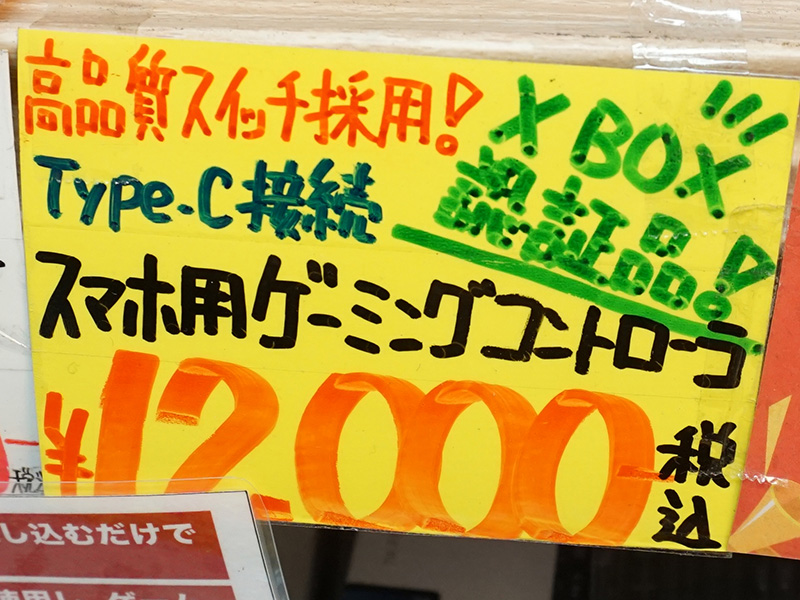 高品質スイッチ採用!
XBOX
認証品!
Type-C接続
スマホ用ゲーミングコントローラ
¥12,000 税込
し込むだけで